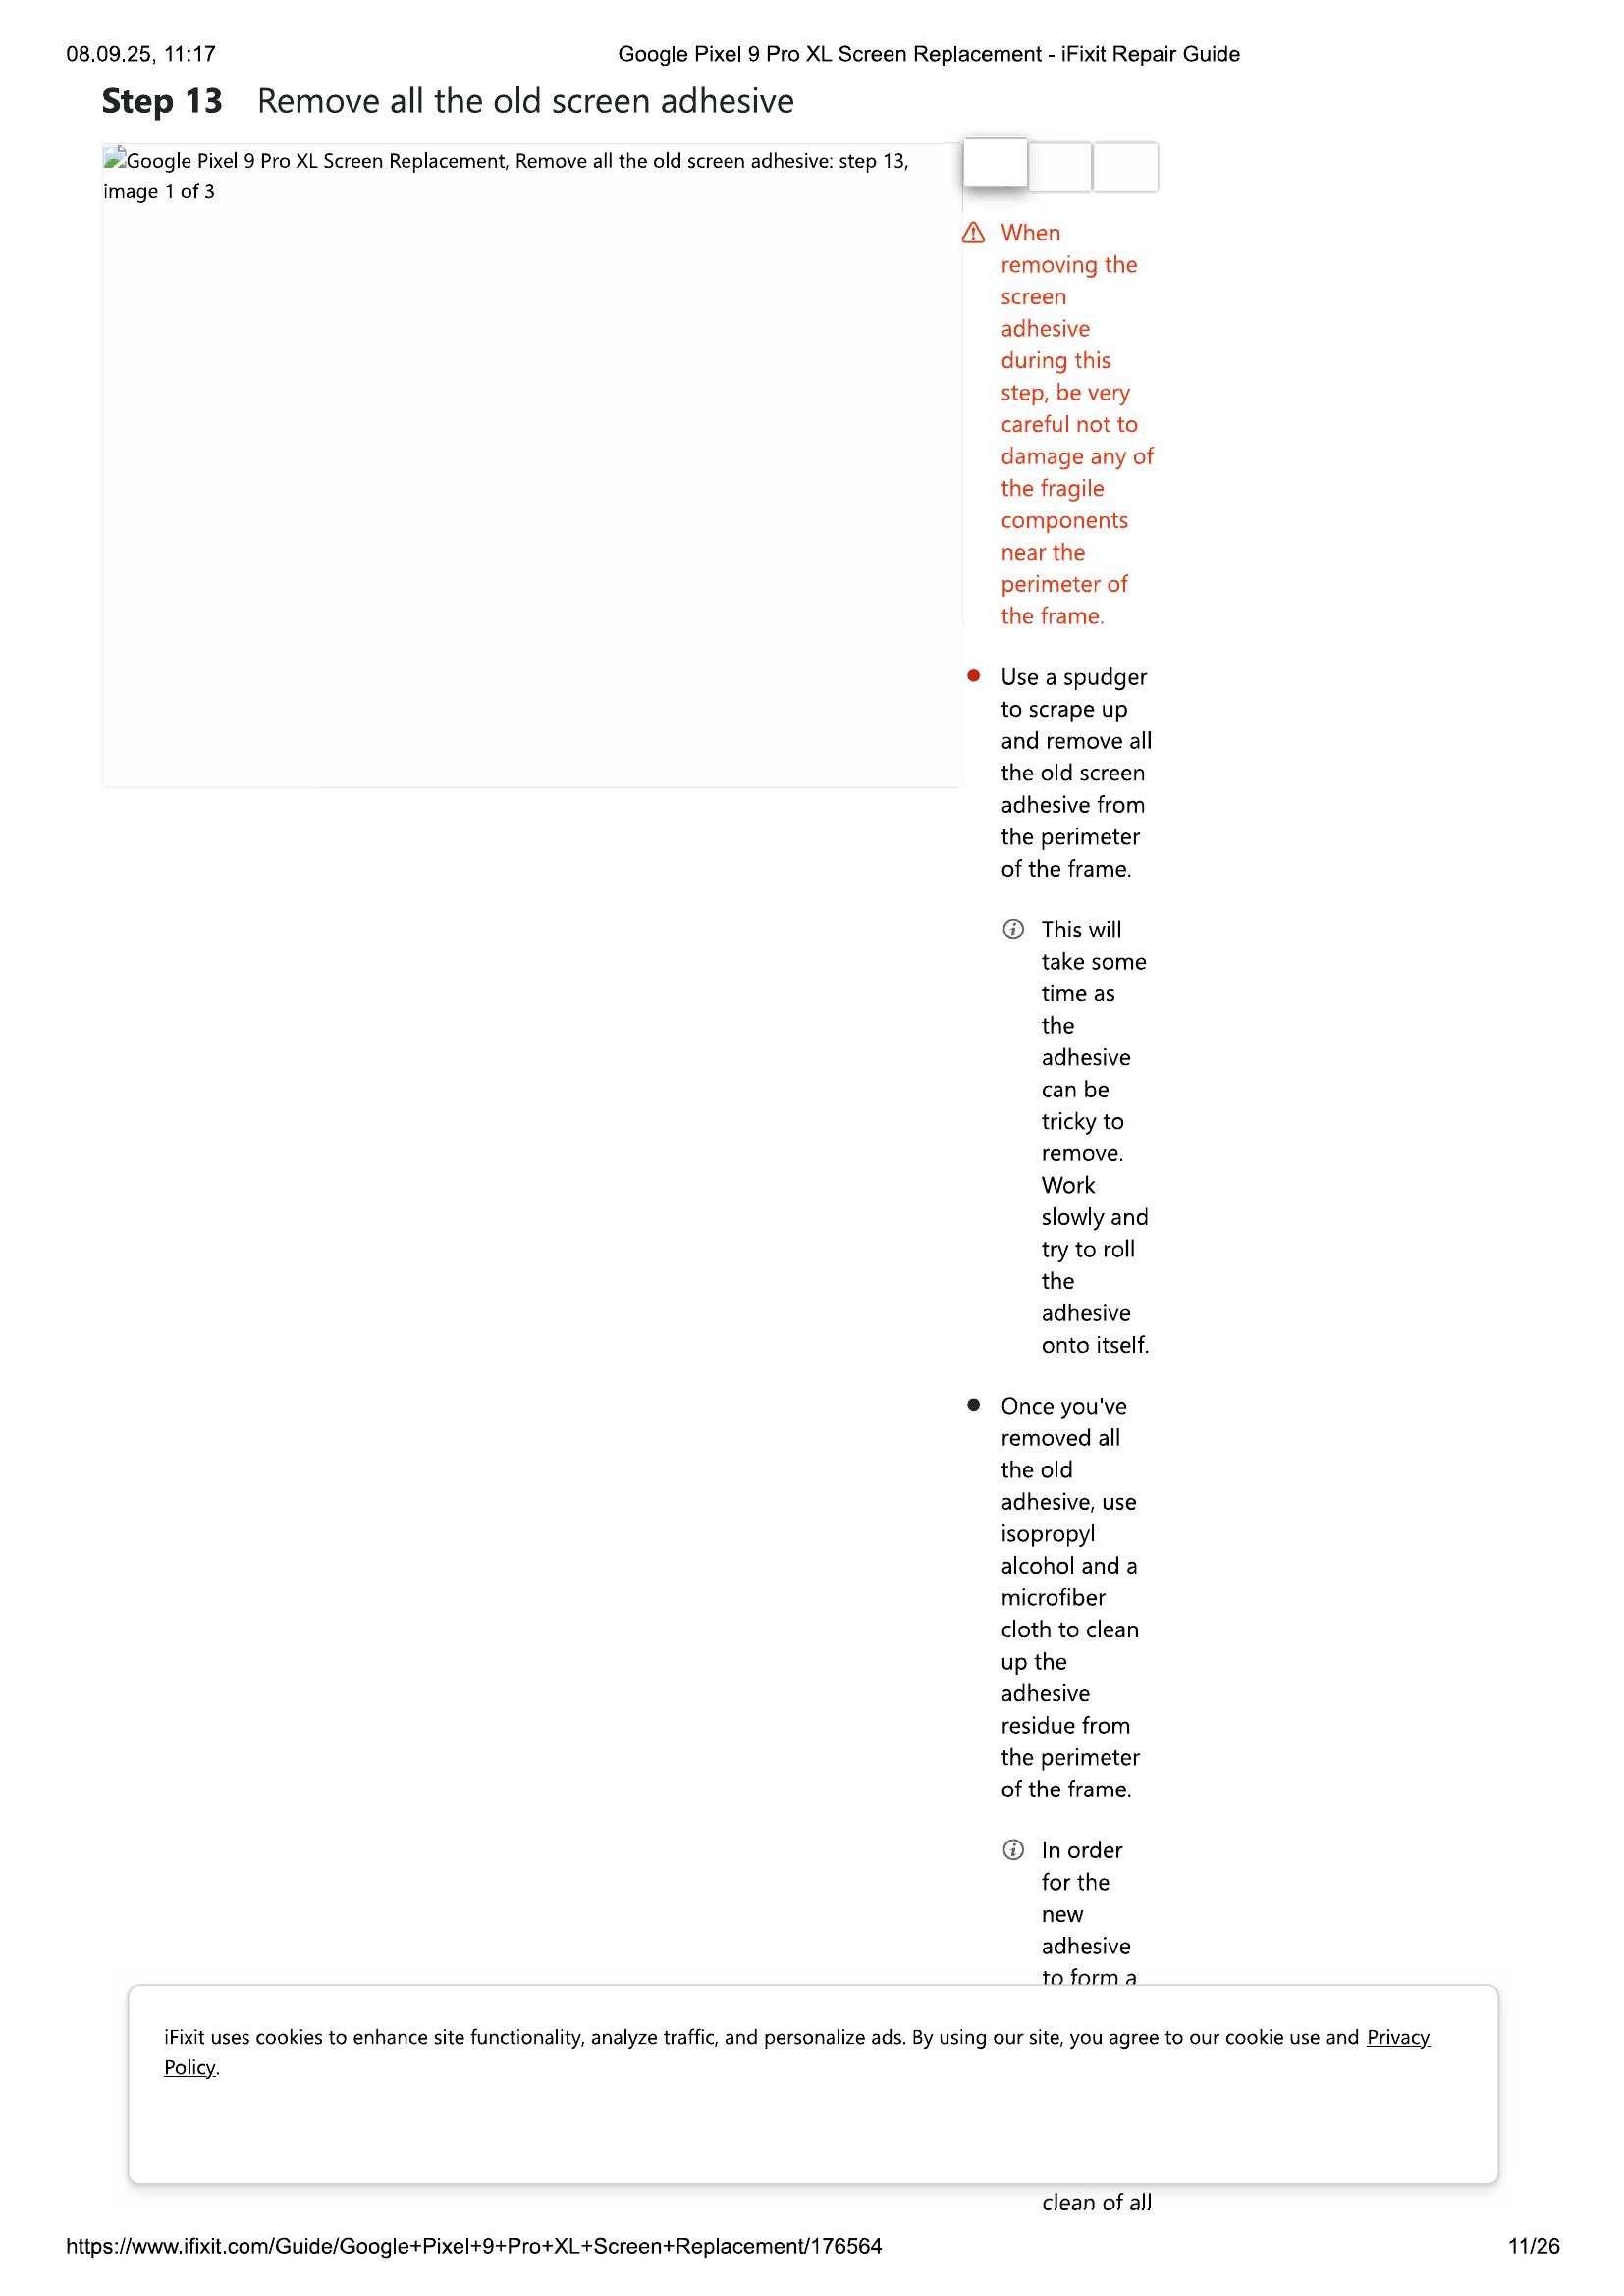 08.09.25, 11:17
Google Pixel 9 Pro XL Screen Replacement - iFixit Repair Guide
Step 13 Remove all the old screen adhesive
Google Pixel 9 Pro XL Screen Replacement, Remove all the old screen adhesive: step 13,
image 1 of 3
When
removing the
screen
adhesive
during this
step, be very
careful not to
damage any of
the fragile
components
near the
perimeter of
the frame.
Use a spudger
to scrape up
and remove all
the old screen
adhesive from
the perimeter
of the frame.
This will
take some
time as
the
adhesive
can be
tricky to
remove.
Work
slowly and
try to roll
the
adhesive
onto itself.
Once you've
removed all
the old
adhesive, use
isopropyl
alcohol and a
microfiber
cloth to clean
up the
adhesive
residue from
the perimeter
of the frame.
In order
for the
new
adhesive
to form a
iFixit uses cookies to enhance site functionality, analyze traffic, and personalize ads. By using our site, you agree to our cookie use and Privacy
Policy.
clean of all
https://www.ifixit.com/Guide/Google+Pixel+9+Pro+XL+Screen+Replacement/176564
11/26